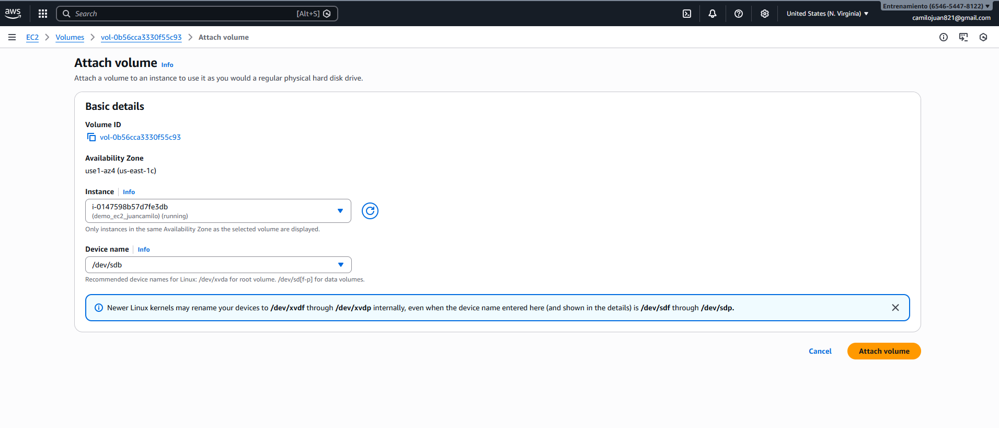 aws
Search [Alt+S]
United States (N. Virginia)
Entrenamiento (6546-5447-8122)
camilojuan821@gmail.com
EC2
Volumes
vol-0b56cca3330f55c93
Attach volume
Attach volume Info
Attach a volume to an instance to use it as you would a regular physical hard disk drive.
Basic details
Volume ID
vol-0b56cca3330f55c93
Availability Zone
use1-az4 (us-east-1c)
Instance Info
i-0147598b57d7fe3db
(demo_ec2_juancamilo) (running)
Only instances in the same Availability Zone as the selected volume are displayed.
Device name Info
/dev/sdb
Recommended device names for Linux: /dev/xvda for root volume. /dev/sd[f-p] for data volumes.
Newer Linux kernels may rename your devices to /dev/xvdf through /dev/xvdp internally, even when the device name entered here (and shown in the details) is /dev/sdf through /dev/sdp.
Cancel
Attach volume